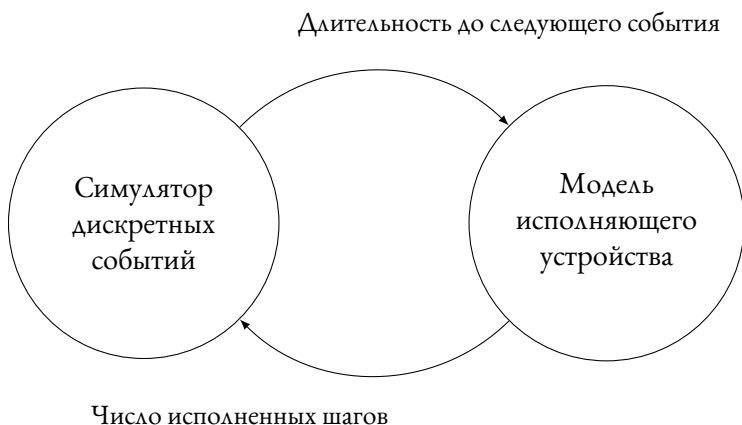 Длительность до следующего события
Симулятор
дискретных
событий
Модель
исполняющего
устройства
Число исполненных шагов